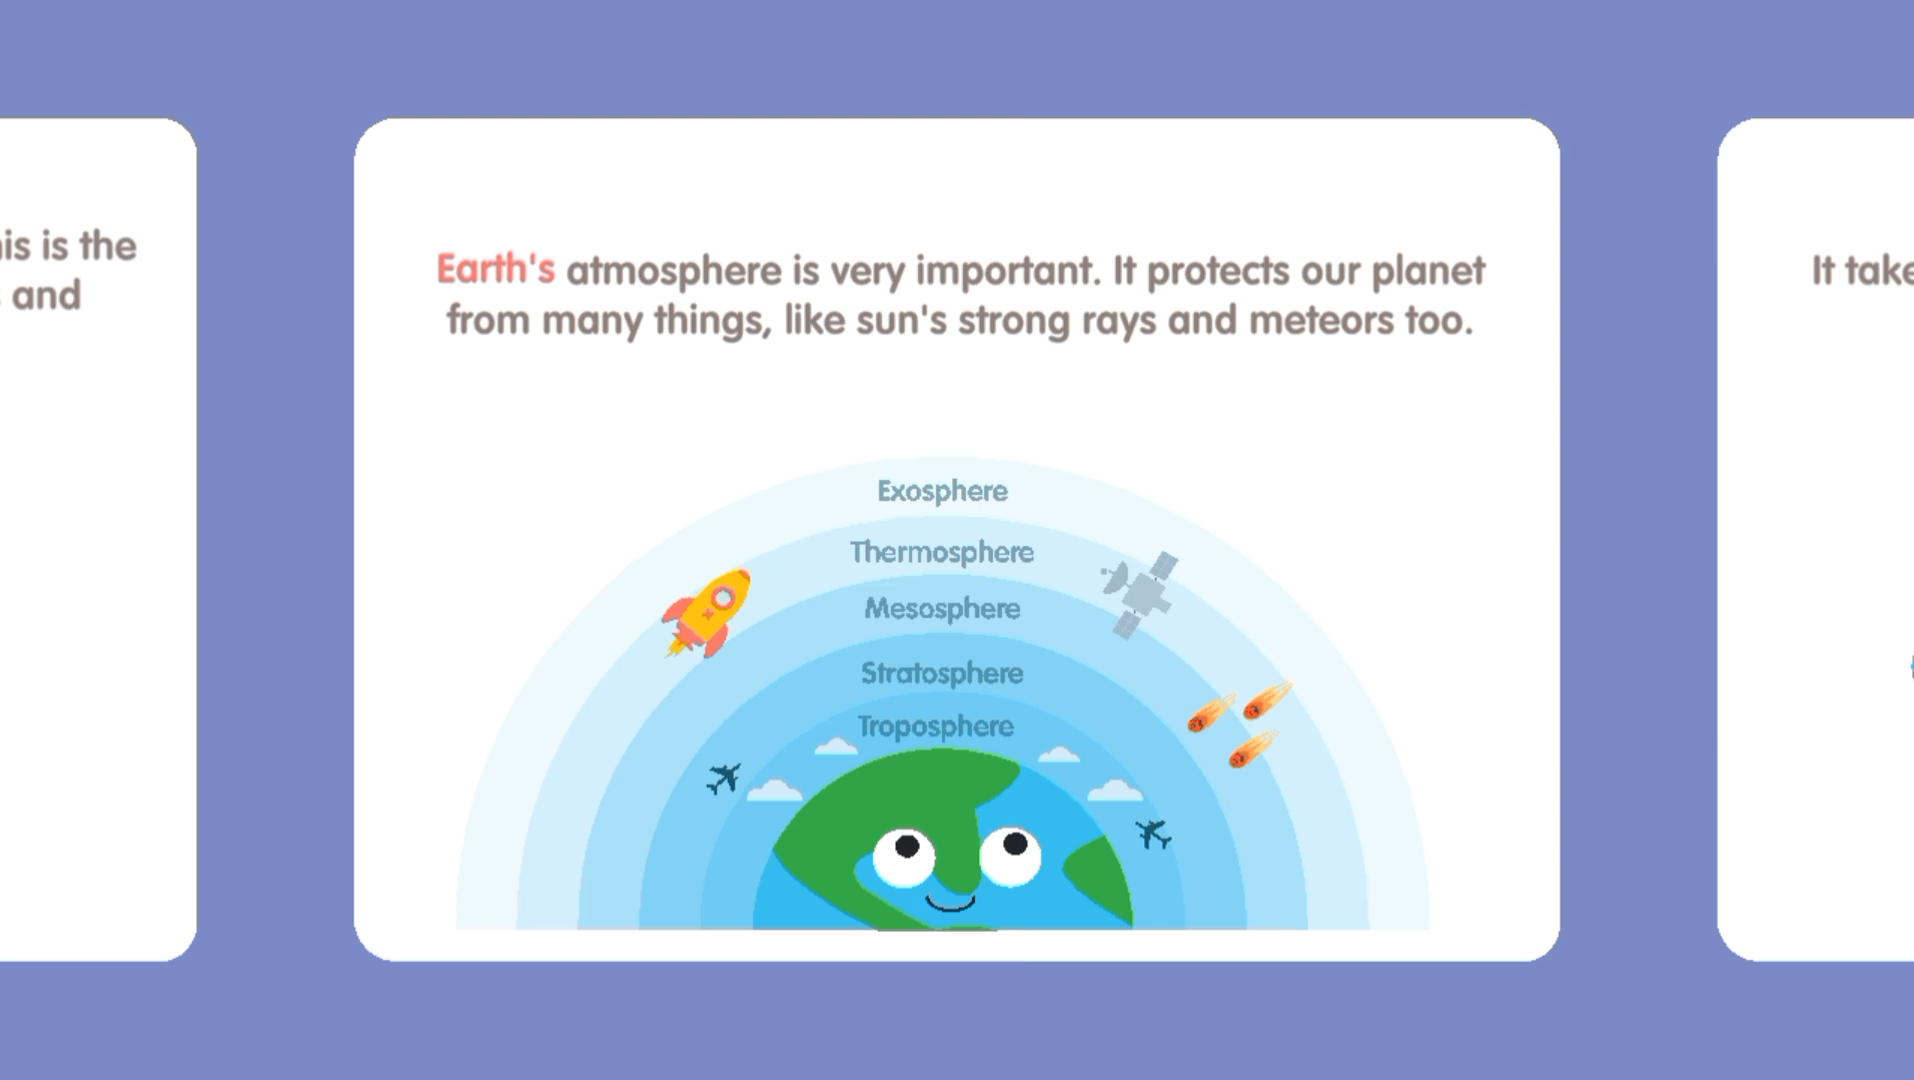 is is the
and
Earth's atmosphere is very important. It protects our planet
from many things, like sun's strong rays and meteors too.
Exosphere
Thermosphere
Mesosphere
Stratosphere
Troposphere
It take